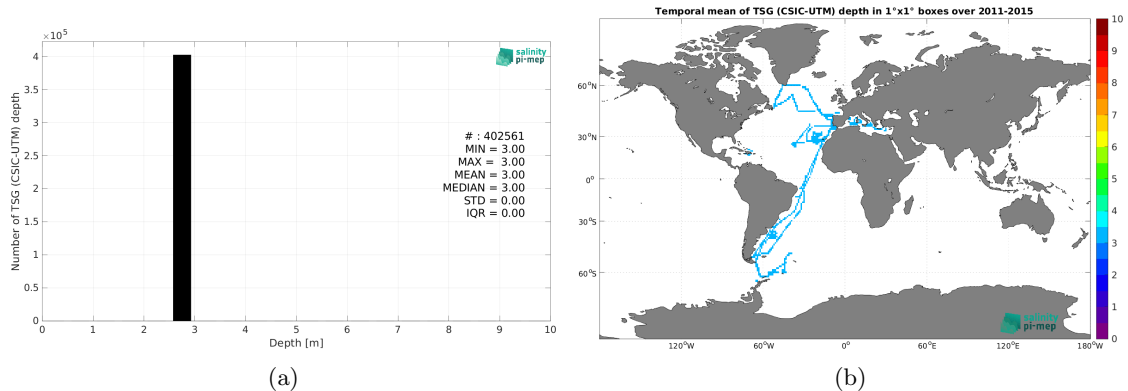 ×10⁵
4
3.5
3
2.5
2
1.5
1
0.5
0
Number of TSG (CSIC-UTM) depth
salinity
pi-mep
# : 402561
MIN = 3.00
MAX = 3.00
MEAN = 3.00
MEDIAN = 3.00
STD = 0.00
IQR = 0.00
0 1 2 3 4 5 6 7 8 9 10
Depth [m]
(a)
Temporal mean of TSG (CSIC-UTM) depth in 1°x1° boxes over 2011-2015
60°N
30°N
0°
30°S
60°S
120°W 60°W 0° 60°E 120°E 180°W
salinity
pi-mep
10
9
8
7
6
5
4
3
2
1
0
(b)